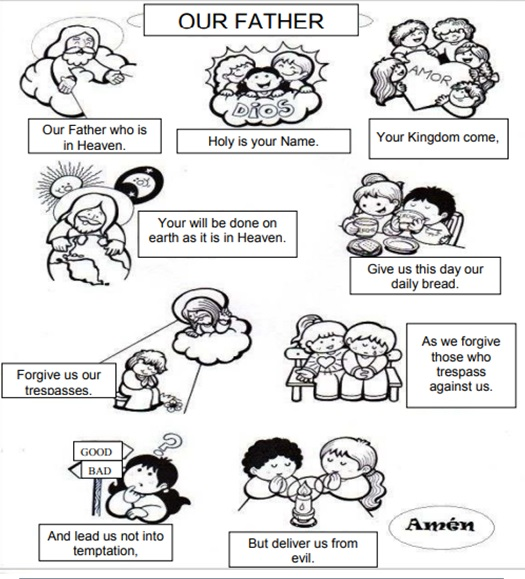 OUR FATHER
Our Father who is
in Heaven.
DIOS
Holy is your Name.
AMOR
Your Kingdom come,
Your will be done on
earth as it is in Heaven.
Give us this day our
daily bread.
Forgive us our
trespasses.
As we forgive
those who
trespass
against us.
GOOD
BAD
And lead us not into
temptation,
But deliver us from
evil.
Amén